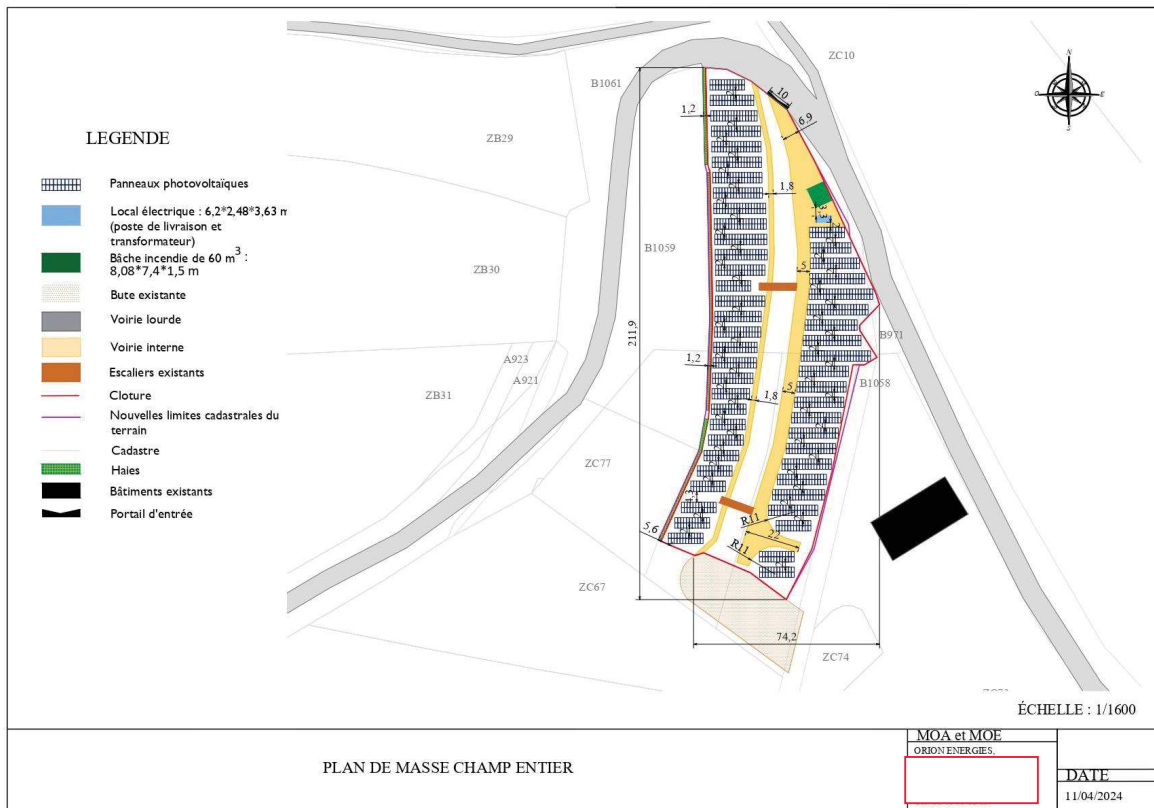 LEGENDE
Panneaux photovoltaïques
Local électrique : 6,2*2,48*3,63 m
(poste de livraison et
transformateur)
Bâche incendie de 60 m3 :
8,08*7,4*1,5 m
Bute existante
Voirie lourde
Voirie interne
Escaliers existants
Cloture
Nouvelles limites cadastrales du
terrain
Cadastre
Haies
Bâtiments existants
Portail d'entrée
ZC10
B1061
ZB29
B1059
ZB30
A923
A921
ZB31
ZC77
ZC67
B971
B1058
ZC74
N
O
E
S
10
6,9
1,2
1,8
3,3
5
211,9
1,2
5
1,8
4,3
5,6
R11
22
R11
74,2
ÉCHELLE : 1/1600
PLAN DE MASSE CHAMP ENTIER
MOA et MOE
ORION ENERGIES,
DATE
11/04/2024